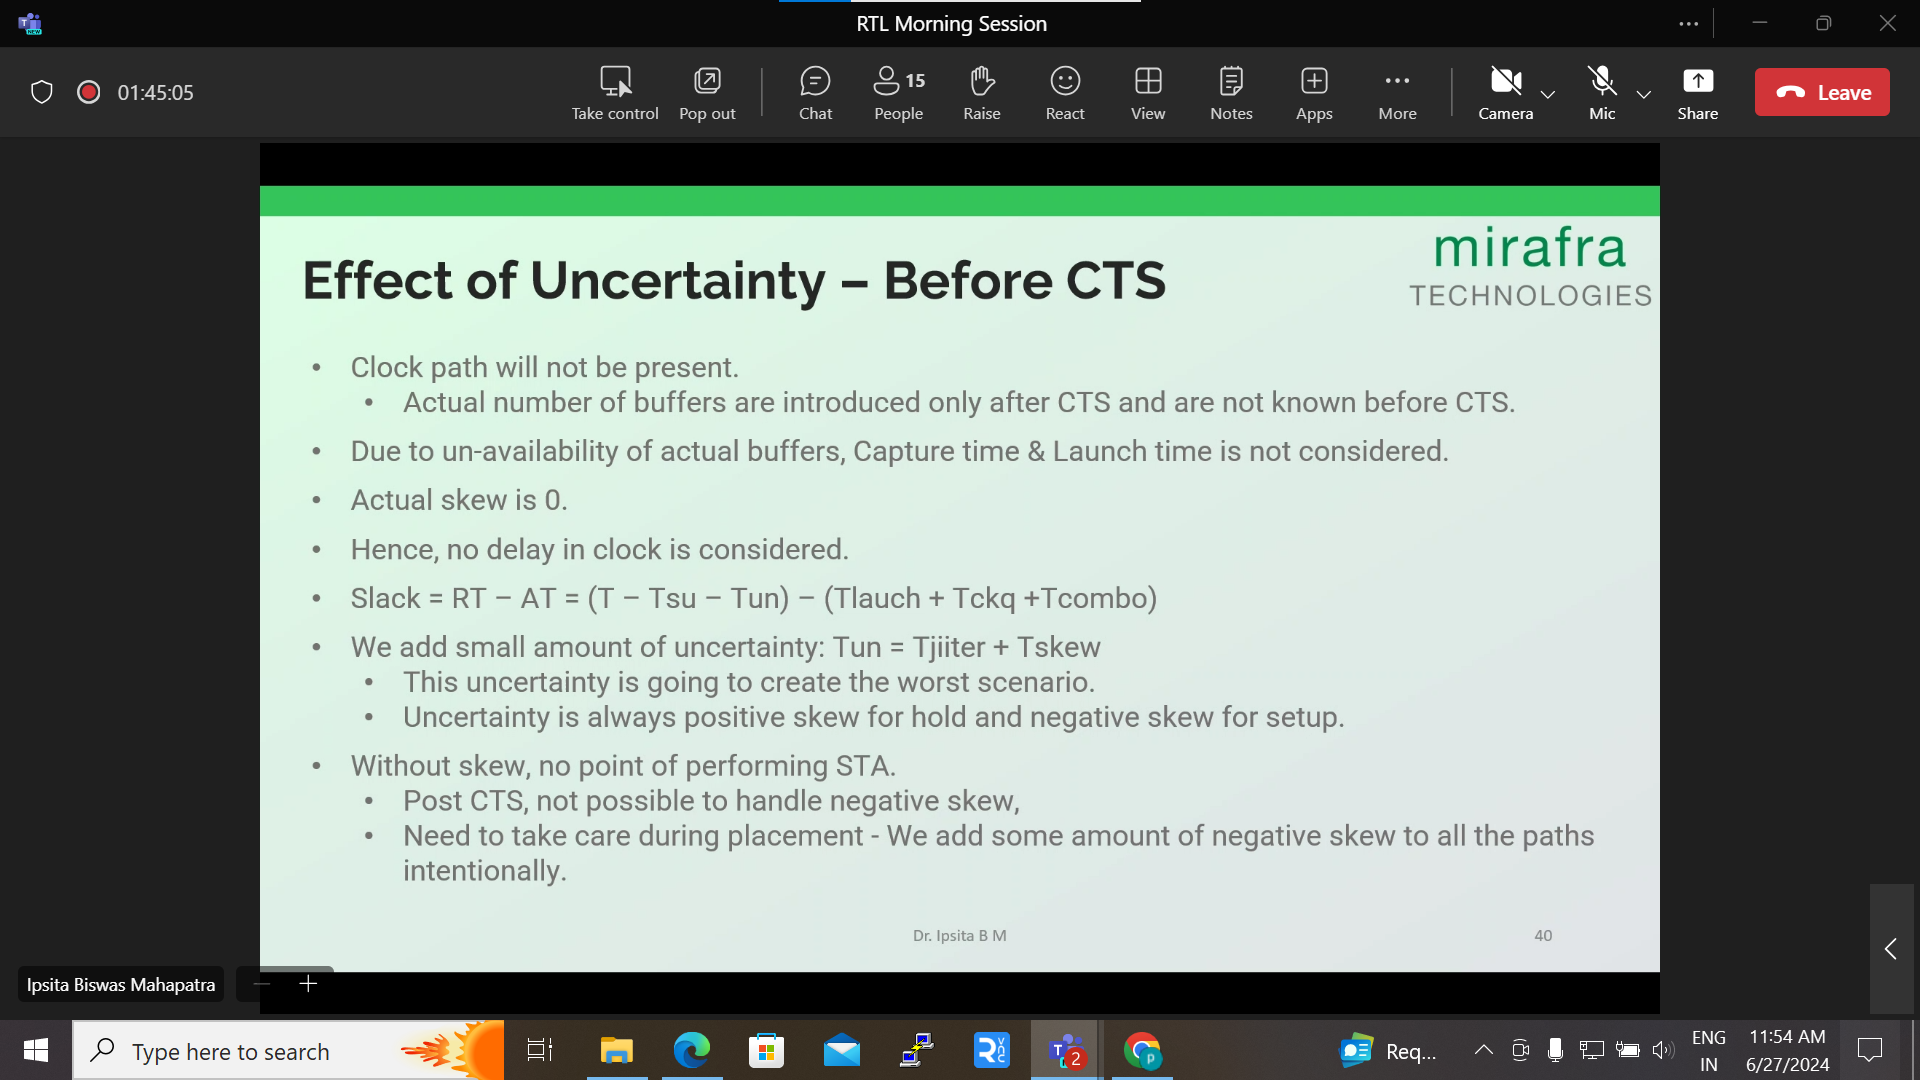 RTL Morning Session
01:45:05
Take control
Pop out
Chat
15
People
Raise
React
View
Notes
Apps
More
Camera
Mic
Share
Leave
mirafra
TECHNOLOGIES
Effect of Uncertainty – Before CTS
• Clock path will not be present.
• Actual number of buffers are introduced only after CTS and are not known before CTS.
• Due to un-availability of actual buffers, Capture time & Launch time is not considered.
• Actual skew is 0.
• Hence, no delay in clock is considered.
• Slack = RT – AT = (T – Tsu – Tun) – (Tlauch + Tckq +Tcombo)
• We add small amount of uncertainty: Tun = Tjiiter + Tskew
• This uncertainty is going to create the worst scenario.
• Uncertainty is always positive skew for hold and negative skew for setup.
• Without skew, no point of performing STA.
• Post CTS, not possible to handle negative skew,
• Need to take care during placement - We add some amount of negative skew to all the paths
intentionally.
Dr. Ipsita B M
40
Ipsita Biswas Mahapatra
Type here to search
2
Req...
ENG
IN
11:54 AM
6/27/2024